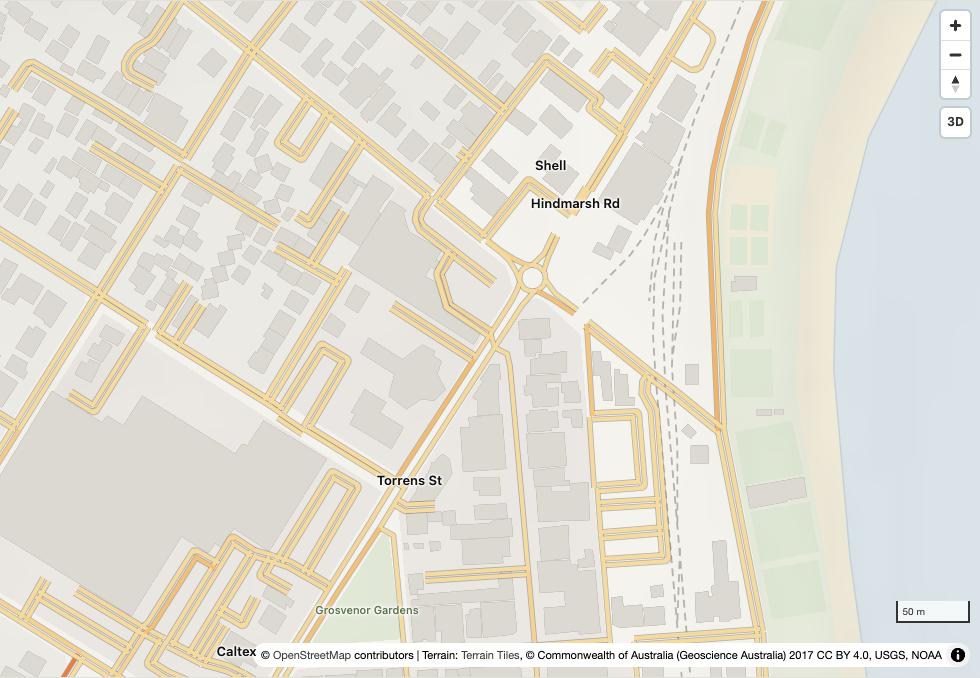 +
−
3D
Shell
Hindmarsh Rd
Torrens St
50 m
Grosvenor Gardens
Caltex
© OpenStreetMap contributors | Terrain: Terrain Tiles, © Commonwealth of Australia (Geoscience Australia) 2017 CC BY 4.0, USGS, NOAA